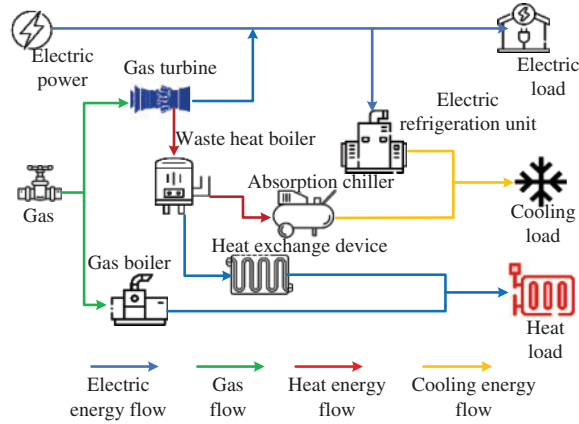 Electric
power
Gas turbine
Electric
load
Electric
refrigeration unit
Waste heat boiler
Gas
Absorption chiller
Cooling
load
Heat exchange device
Gas boiler
Heat
load
Electric
energy flow
Gas
flow
Heat energy
flow
Cooling energy
flow